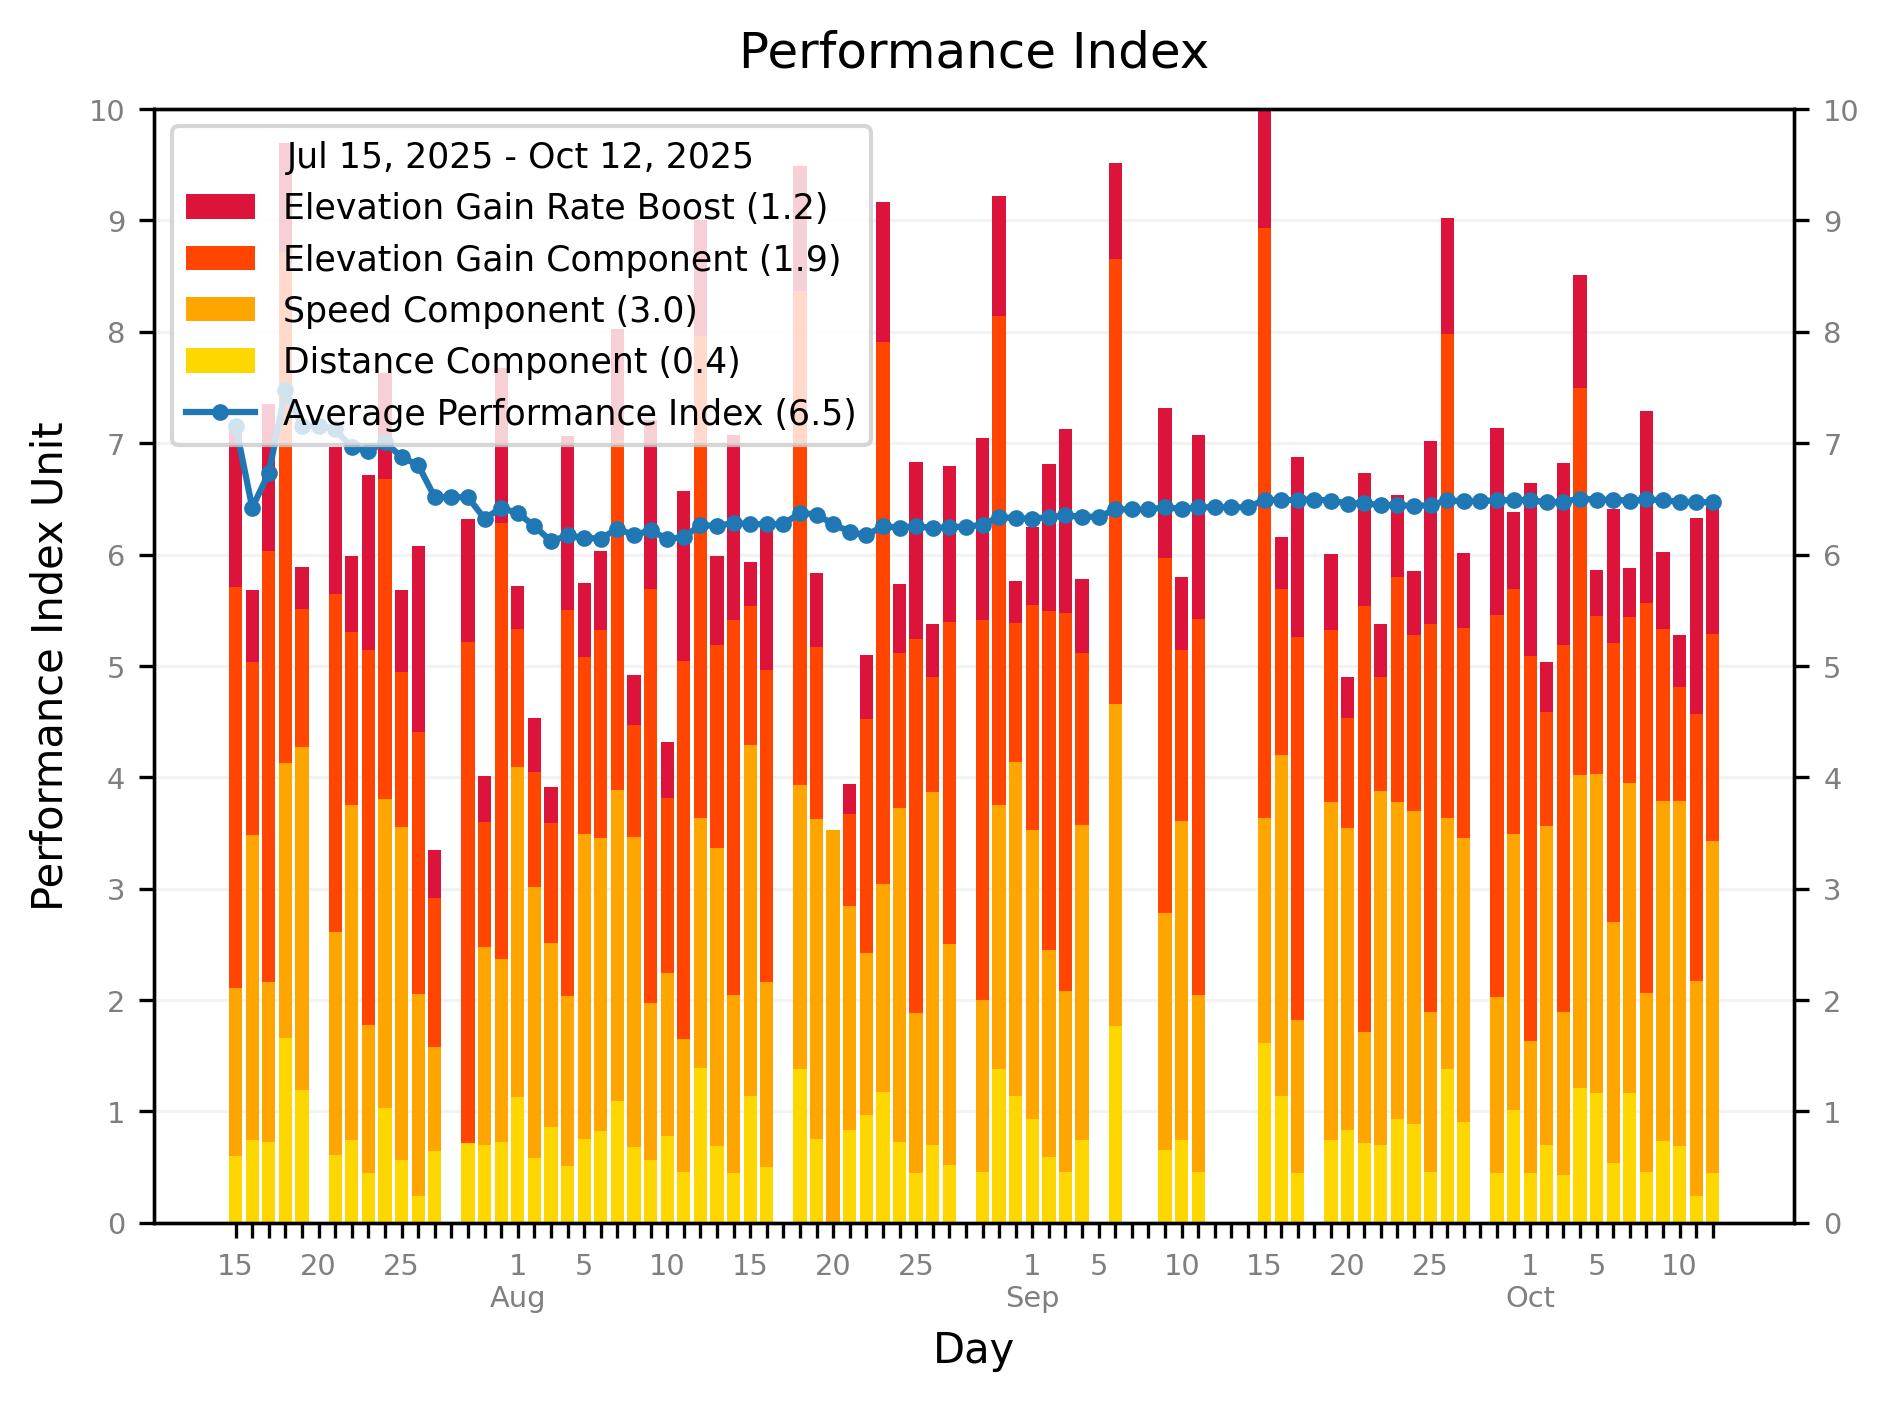 Performance Index
Jul 15, 2025 - Oct 12, 2025
Elevation Gain Rate Boost (1.2)
Elevation Gain Component (1.9)
Speed Component (3.0)
Distance Component (0.4)
Average Performance Index (6.5)
Performance Index Unit
10
9
8
7
6
5
4
3
2
1
0
10
9
8
7
6
5
4
3
2
1
0
15 20 25 1 5 10 15 20 25 1 5 10 15 20 25 1 5 10
Aug Sep Oct
Day